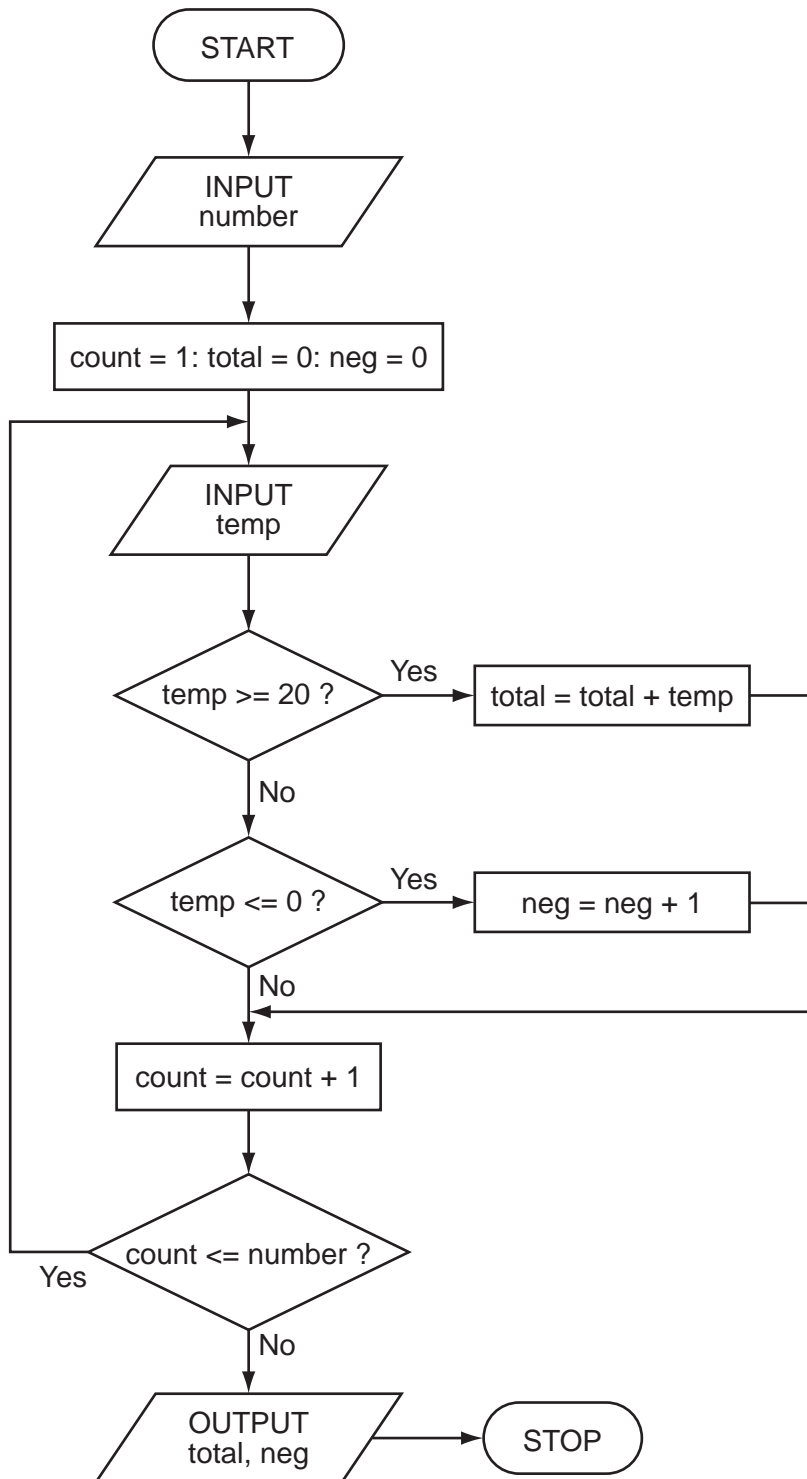 START
INPUT
number
count = 1: total = 0: neg = 0
INPUT
temp
temp >= 20 ?
Yes
total = total + temp
No
temp <= 0 ?
Yes
neg = neg + 1
No
count = count + 1
count <= number ?
Yes
No
OUTPUT
total, neg
STOP